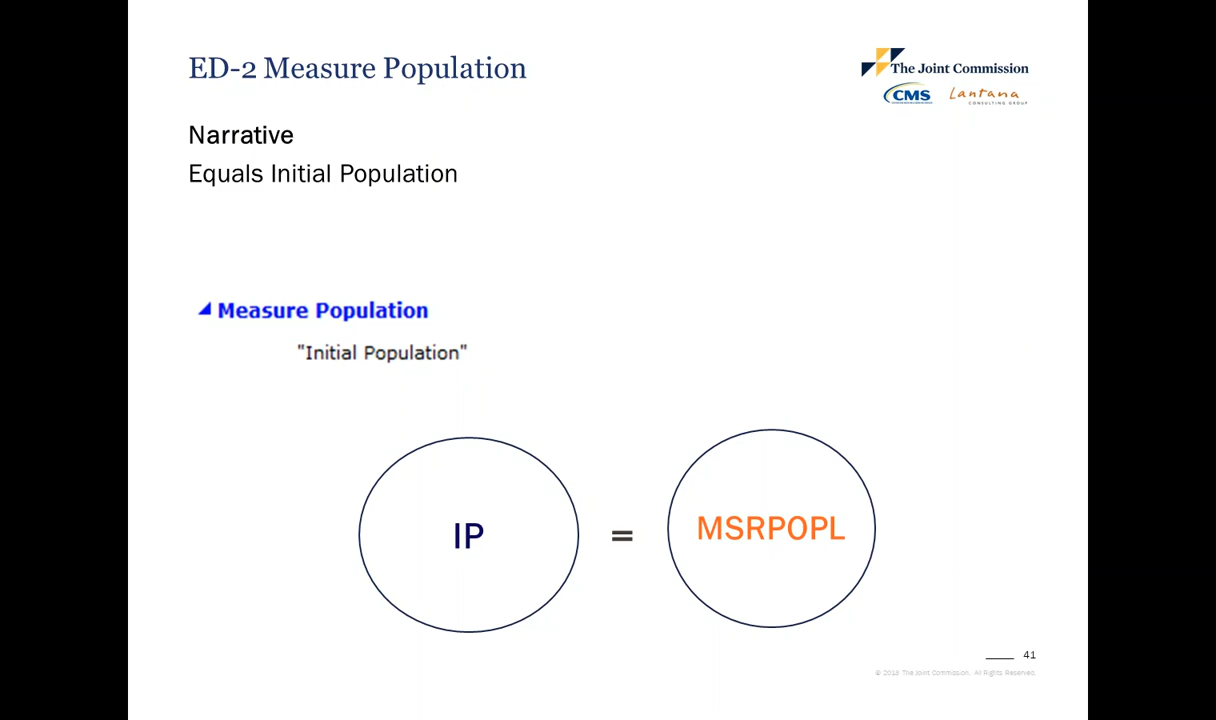 ED-2 Measure Population
The Joint Commission
CMS Lantana
CONSULTING GROUP
Narrative
Equals Initial Population
Measure Population
"Initial Population"
IP = MSRPOPL
41
© 2018 The Joint Commission. All Rights Reserved.